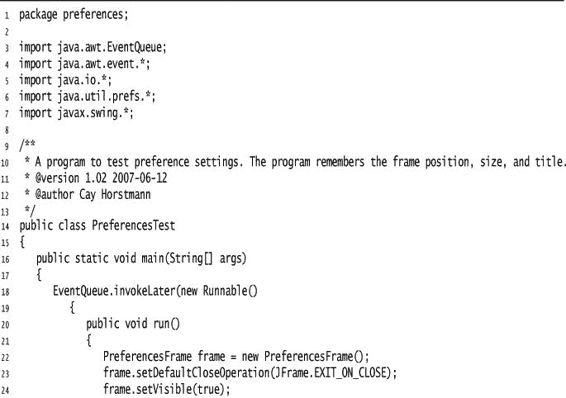 1 package preferences;
2
3 import java.awt.EventQueue;
4 import java.awt.event.*;
5 import java.io.*;
6 import java.util.prefs.*;
7 import javax.swing.*;
8
9 /**
10 * A program to test preference settings. The program remembers the frame position, size, and title.
11 * @version 1.02 2007-06-12
12 * @author Cay Horstmann
13 */
14 public class PreferencesTest
15 {
16 public static void main(String[] args)
17 {
18 EventQueue.invokeLater(new Runnable()
19 {
20 public void run()
21 {
22 PreferencesFrame frame = new PreferencesFrame();
23 frame.setDefaultCloseOperation(JFrame.EXIT_ON_CLOSE);
24 frame.setVisible(true);